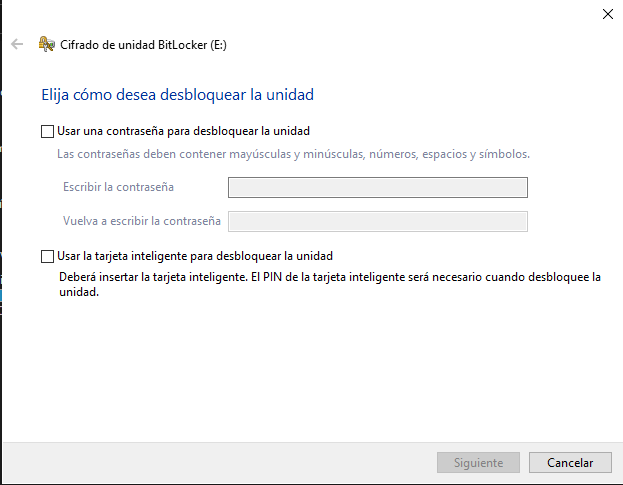 Cifrado de unidad BitLocker (E:)
Elija cómo desea desbloquear la unidad
Usar una contraseña para desbloquear la unidad
Las contraseñas deben contener mayúsculas y minúsculas, números, espacios y símbolos.
Escribir la contraseña
Vuelva a escribir la contraseña
Usar la tarjeta inteligente para desbloquear la unidad
Deberá insertar la tarjeta inteligente. El PIN de la tarjeta inteligente será necesario cuando desbloquee la
unidad.
Siguiente Cancelar